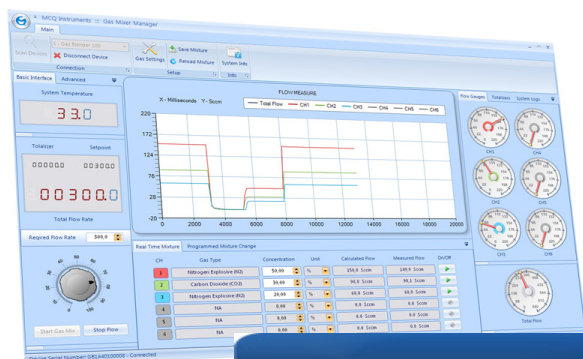 MCQ Instruments :: Gas Mixer Manager
Main
Scan Devices
Disconnect Device
Connection
Gas Settings
Save Mixture
Reload Mixture
Setup
System Info
Info
Basic Interface
Advanced
System Temperature
33.0
Totalizer
Setpoint
00300.0
Total Flow Rate
Required Flow Rate
Start Gas Mix
Stop Flow
FLOW MEASURE
X - Milliseconds Y - Sccm
Total Flow CH1 CH2 CH3 CH4 CH5 CH6
220
172
124
76
28
-20
0 2000 4000 6000 8000 10000 12000 14000 16000 18000 20000
Real Time Mixture
Programmed Mixture Change
CH Gas Type Concentration Unit Calculated Flow Measured Flow On/Off
1 Nitrogen Explosive (N2) 50,00 % 150,0 Sccm 149,9 Sccm
2 Carbon Dioxide (CO2) 30,00 % 90,0 Sccm 90,1 Sccm
3 Nitrogen Explosive (N2) 20,00 % 60,0 Sccm 60,0 Sccm
4 NA 0,00 % 0.0 Sccm 0.0 Sccm
5 NA 0,00 % 0.0 Sccm 0.0 Sccm
6 NA 0,00 % 0.0 Sccm 0.0 Sccm
Flow Gauges
Totalizers
System Logs
CH1
CH4
CH2
CH5
CH3
CH6
Total Flow